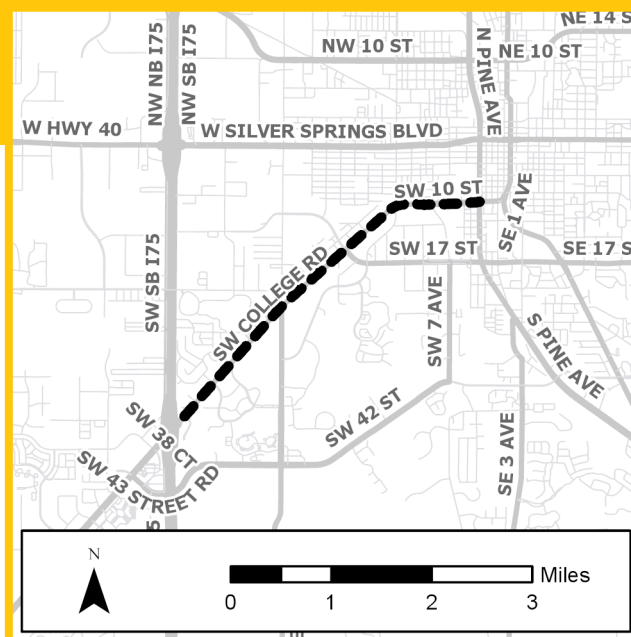 NE 14 S
NW 10 ST
NE 10 ST
N PINE AVE
NW NB I75
NW SB I75
W HWY 40
W SILVER SPRINGS BLVD
SW 10 ST
SE 1 AVE
SW 17 ST
SE 17 S
SW SB I75
SW COLLEGE RD
SW 7 AVE
S PINE AVE
SW 42 ST
SW 38 CT
SE 3 AVE
SW 43 STREET RD
5
N
Miles
0 1 2 3